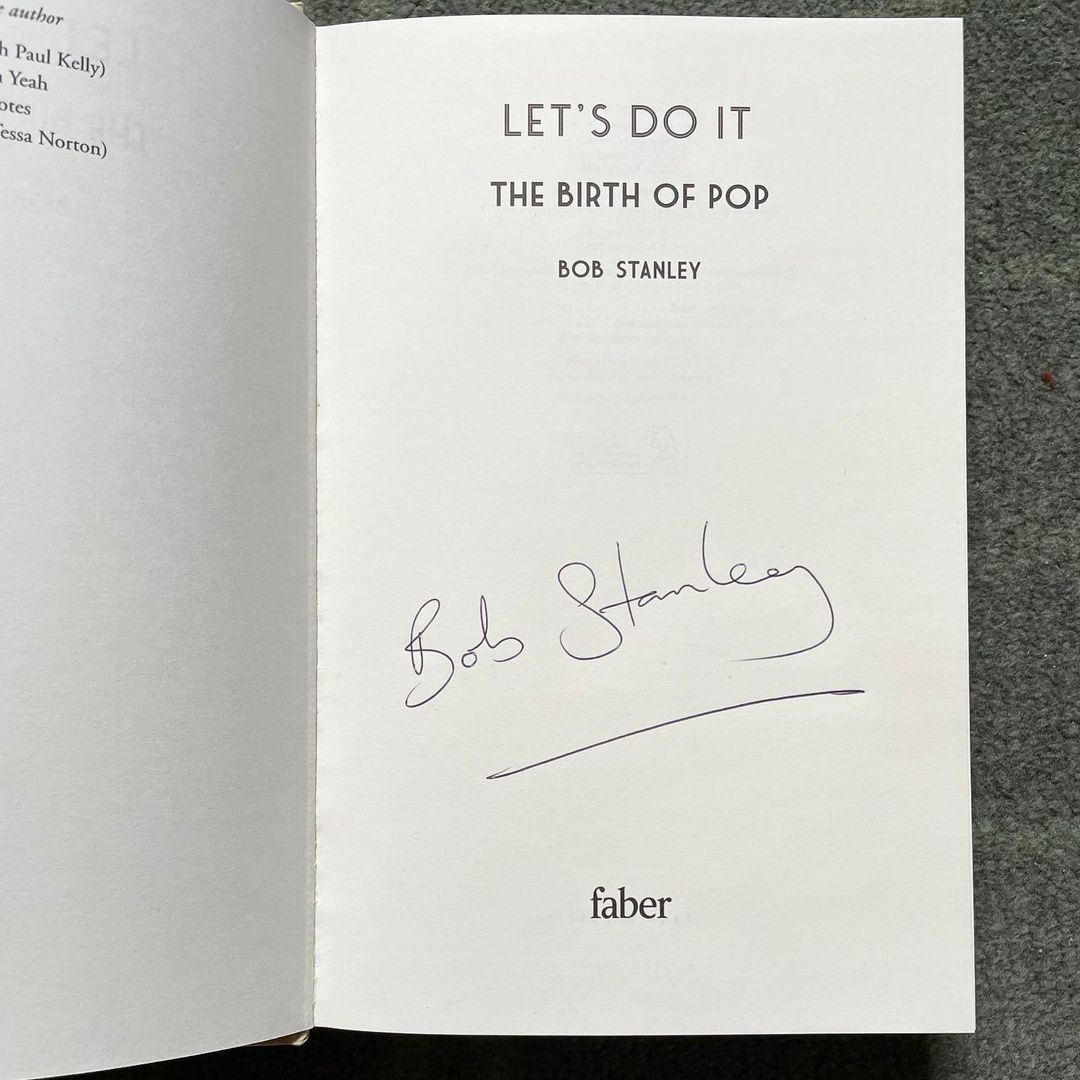 author
h Paul Kelly)
Yeah
otes
essa Norton)
LET'S DO IT
THE BIRTH OF POP
BOB STANLEY
Bob Stanley
faber